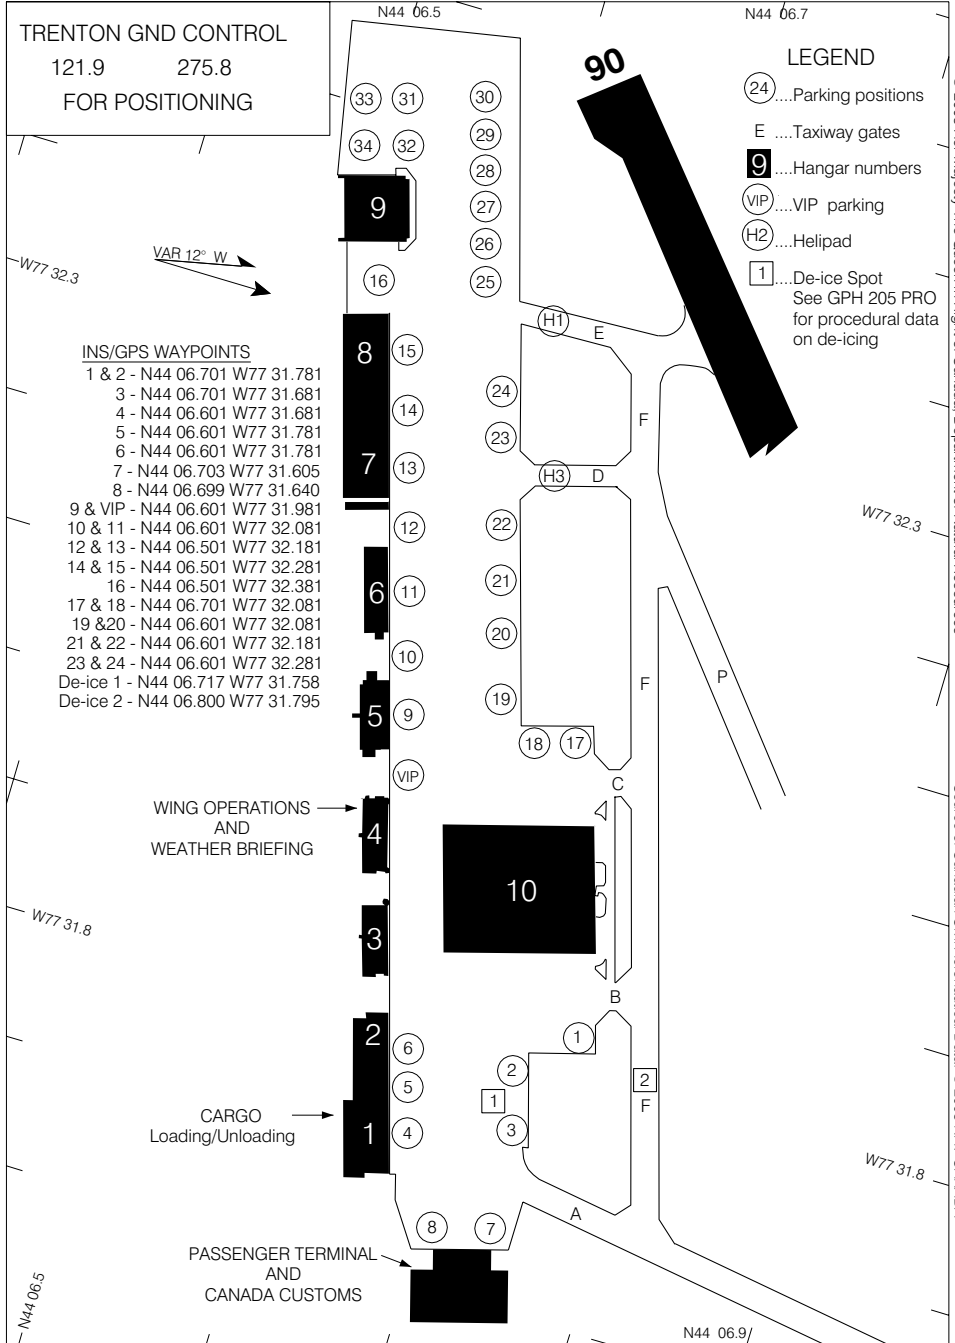 TRENTON GND CONTROL
121.9 275.8
FOR POSITIONING
N44 06.5
N44 06.7
90
LEGEND
24 ....Parking positions
E ....Taxiway gates
9 ....Hangar numbers
VIP ....VIP parking
H2 ....Helipad
1 ....De-ice Spot
See GPH 205 PRO
for procedural data
on de-icing
33 31 30
29
34 32
28
9 27
26
W77 32.3
VAR 12° W
16 25
H1
E
INS/GPS WAYPOINTS
1 & 2 - N44 06.701 W77 31.781
3 - N44 06.701 W77 31.681
4 - N44 06.601 W77 31.681
5 - N44 06.601 W77 31.781
6 - N44 06.601 W77 31.781
7 - N44 06.703 W77 31.605
8 - N44 06.699 W77 31.640
9 & VIP - N44 06.601 W77 31.981
10 & 11 - N44 06.601 W77 32.081
12 & 13 - N44 06.501 W77 32.181
14 & 15 - N44 06.501 W77 32.281
16 - N44 06.501 W77 32.381
17 & 18 - N44 06.701 W77 32.081
19 &20 - N44 06.601 W77 32.081
21 & 22 - N44 06.601 W77 32.181
23 & 24 - N44 06.601 W77 32.281
De-ice 1 - N44 06.717 W77 31.758
De-ice 2 - N44 06.800 W77 31.795
8 15
24
14 F
23
7 13
H3 D
12 22
W77 32.3
6 11 21
20
10
F P
19
5 9
18 17
VIP
C
WING OPERATIONS
AND
WEATHER BRIEFING
4
10
W77 31.8
3
B
2
6 1
2 2
5 1
F
CARGO
Loading/Unloading
1 4 3
W77 31.8
A
8 7
PASSENGER TERMINAL
AND
CANADA CUSTOMS
N44 06.5
N44 06.9